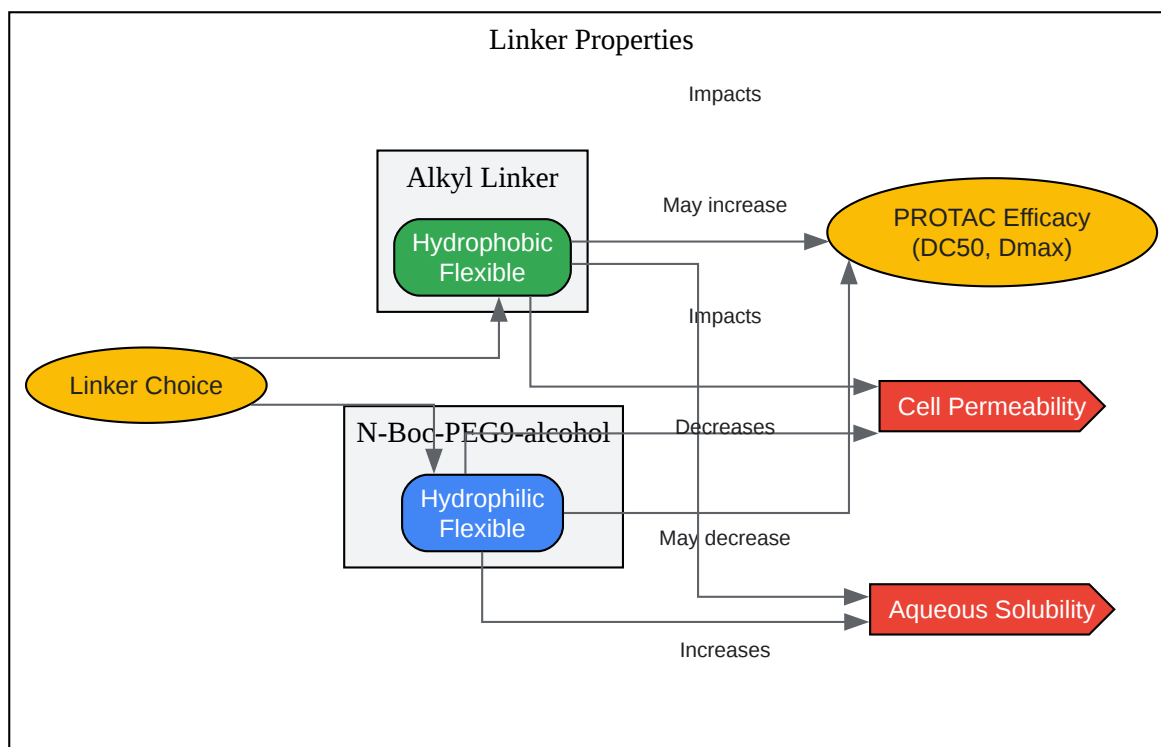 Linker Properties
Impacts
Alkyl Linker
May increase
Hydrophobic
Flexible
PROTAC Efficacy
(DC50, Dmax)
Impacts
Linker Choice
Cell Permeability
N-Boc-PEG9-alcohol
Decreases
Hydrophilic
Flexible
May decrease
Aqueous Solubility
Increases